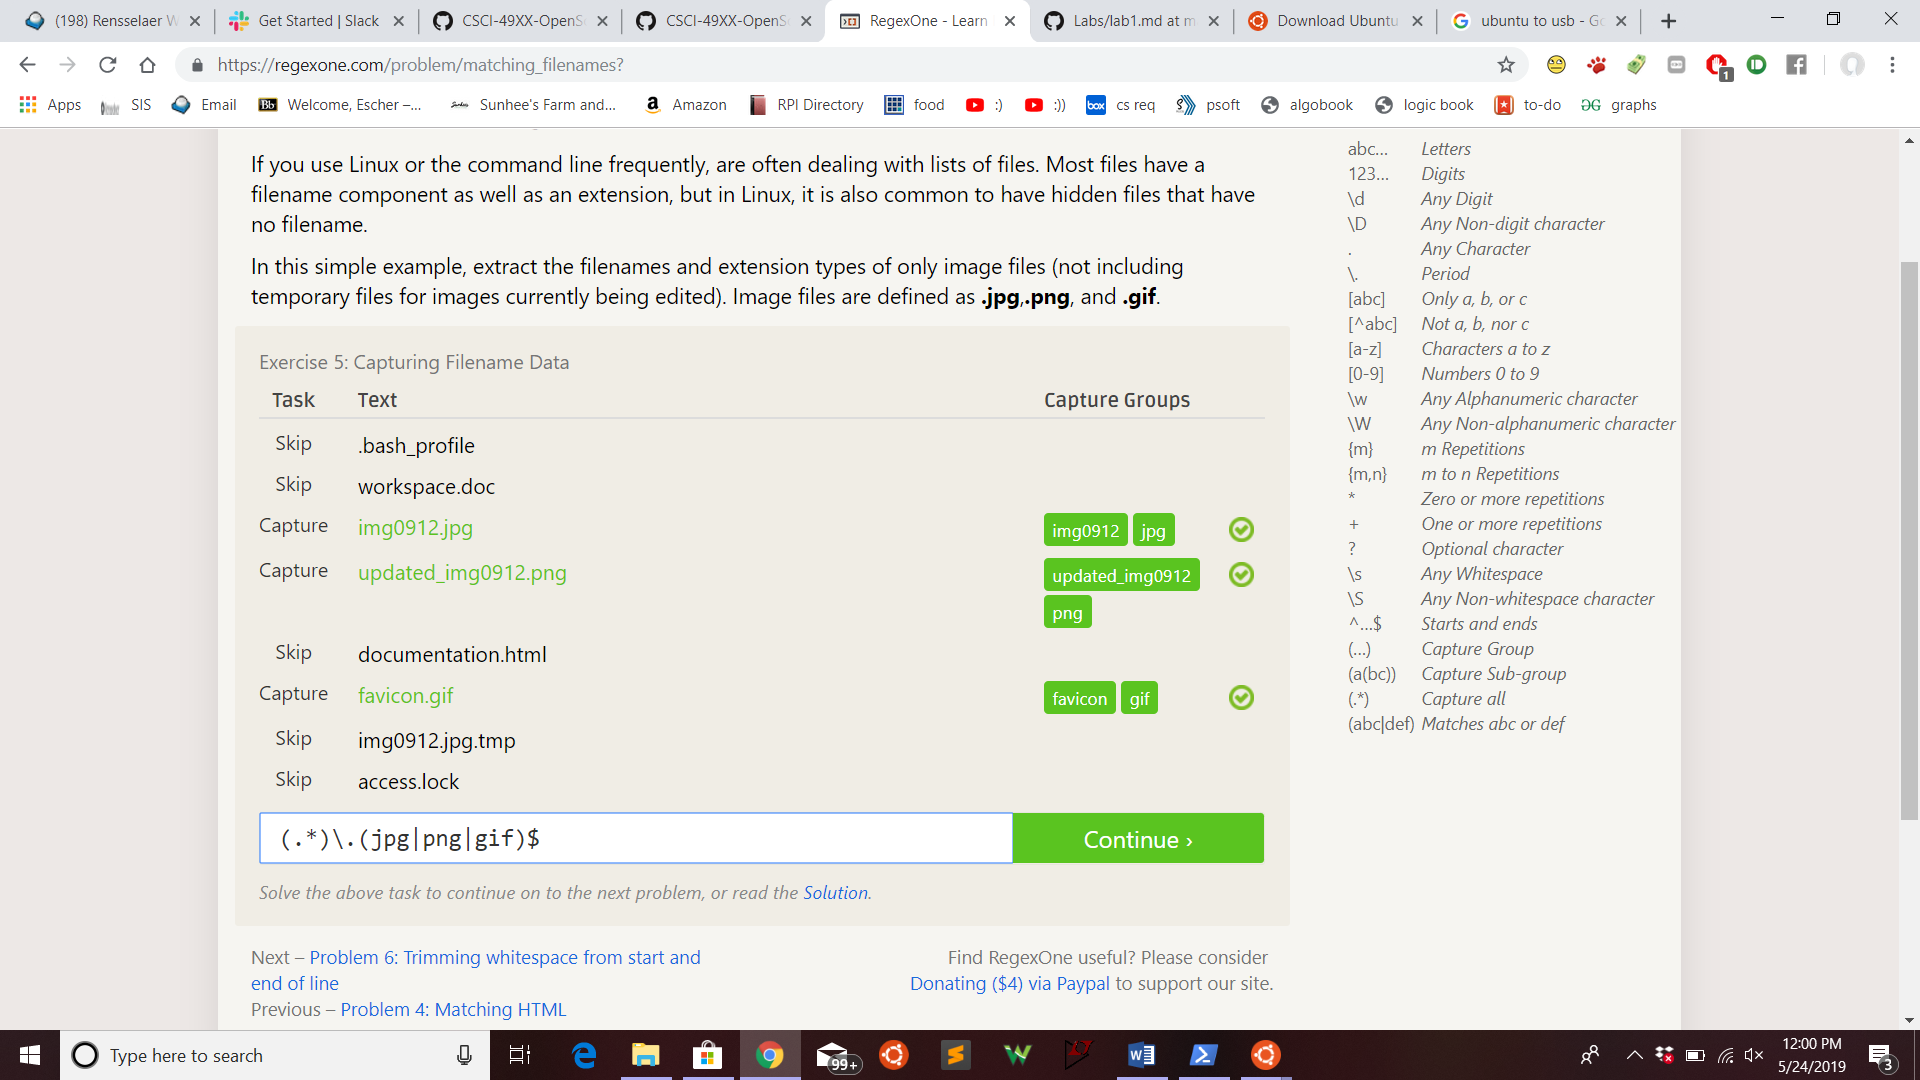 (198) Rensselaer W
Get Started | Slack
CSCI-49XX-OpenS
CSCI-49XX-OpenS
RegexOne - Learn
Labs/lab1.md at m
Download Ubuntu
ubuntu to usb - Go
https://regexone.com/problem/matching_filenames?
1
Apps
SIS
Email
Bb
Welcome, Escher –...
Sunhee's Farm and...
Amazon
RPI Directory
food
:)
:))
box
cs req
psoft
algobook
logic book
to-do
graphs
If you use Linux or the command line frequently, are often dealing with lists of files. Most files have a
filename component as well as an extension, but in Linux, it is also common to have hidden files that have
no filename.
In this simple example, extract the filenames and extension types of only image files (not including
temporary files for images currently being edited). Image files are defined as .jpg,.png, and .gif.
Exercise 5: Capturing Filename Data
Task Text Capture Groups
Skip .bash_profile
Skip workspace.doc
Capture img0912.jpg img0912 jpg
Capture updated_img0912.png updated_img0912
png
Skip documentation.html
Capture favicon.gif favicon gif
Skip img0912.jpg.tmp
Skip access.lock
(.*)\.(jpg|png|gif)$
Continue ›
Solve the above task to continue on to the next problem, or read the Solution.
Next – Problem 6: Trimming whitespace from start and
end of line
Previous – Problem 4: Matching HTML
Find RegexOne useful? Please consider
Donating ($4) via Paypal to support our site.
abc... Letters
123... Digits
\d Any Digit
\D Any Non-digit character
. Any Character
\. Period
[abc] Only a, b, or c
[^abc] Not a, b, nor c
[a-z] Characters a to z
[0-9] Numbers 0 to 9
\w Any Alphanumeric character
\W Any Non-alphanumeric character
{m} m Repetitions
{m,n} m to n Repetitions
* Zero or more repetitions
+ One or more repetitions
? Optional character
\s Any Whitespace
\S Any Non-whitespace character
^...$ Starts and ends
(...) Capture Group
(a(bc)) Capture Sub-group
(.*) Capture all
(abc|def) Matches abc or def
Type here to search
99+
12:00 PM
5/24/2019
3